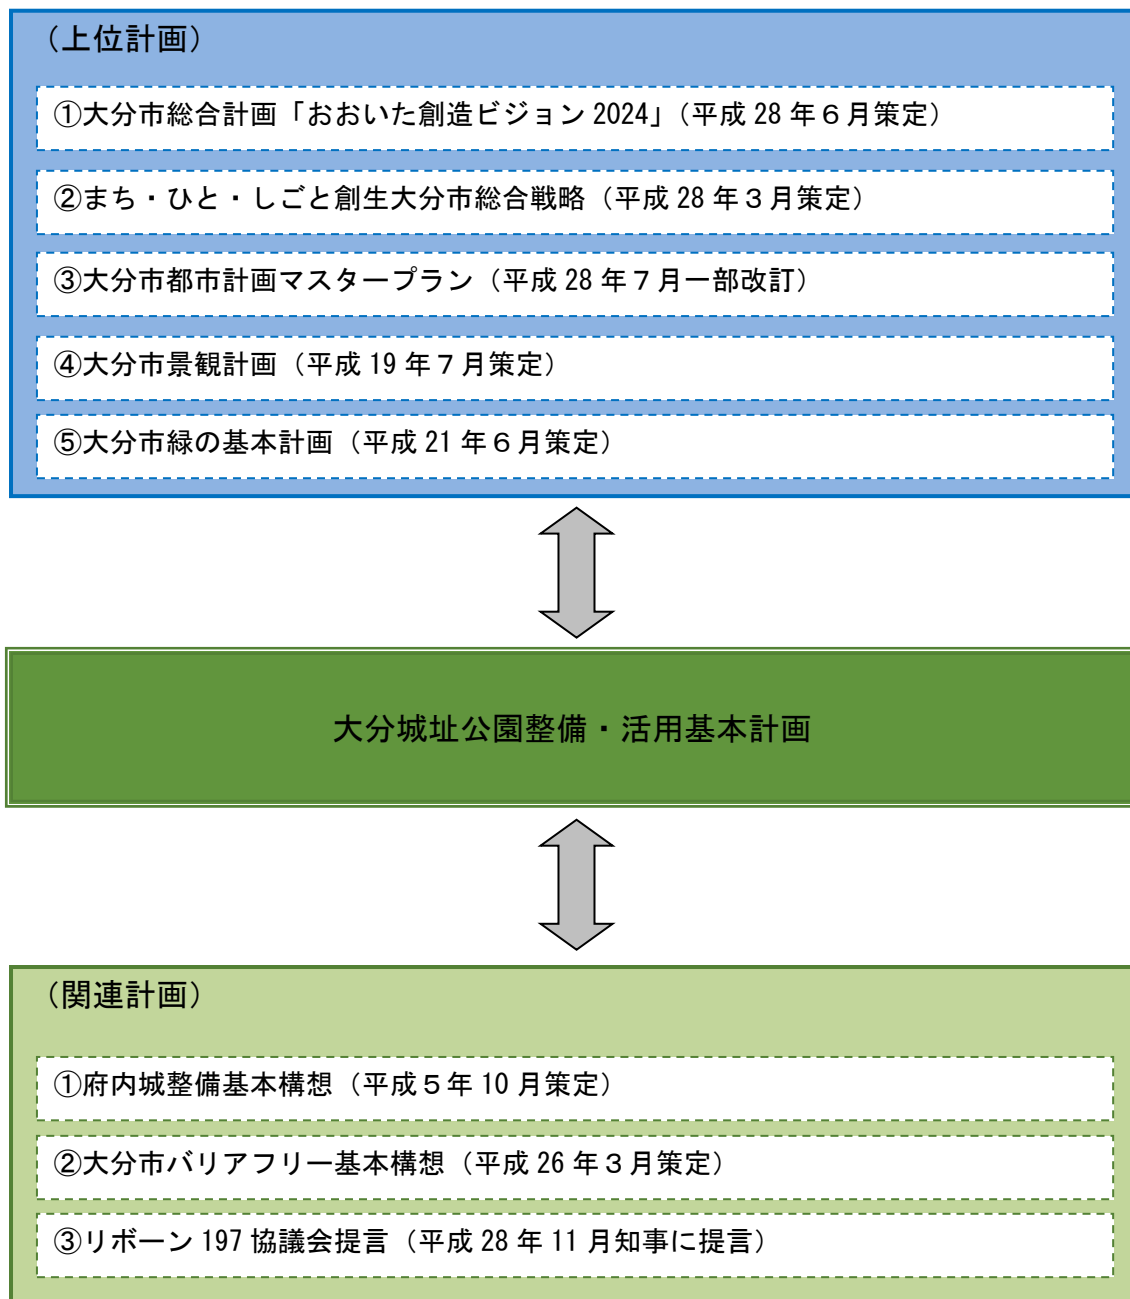 （上位計画）
①大分市総合計画「おおいた創造ビジョン 2024」（平成 28 年６月策定）
②まち・ひと・しごと創生大分市総合戦略（平成 28 年３月策定）
③大分市都市計画マスタープラン（平成 28 年７月一部改訂）
④大分市景観計画（平成 19 年７月策定）
⑤大分市緑の基本計画（平成 21 年６月策定）
大分城址公園整備・活用基本計画
（関連計画）
①府内城整備基本構想（平成５年 10 月策定）
②大分市バリアフリー基本構想（平成 26 年３月策定）
③リボーン 197 協議会提言（平成 28 年 11 月知事に提言）